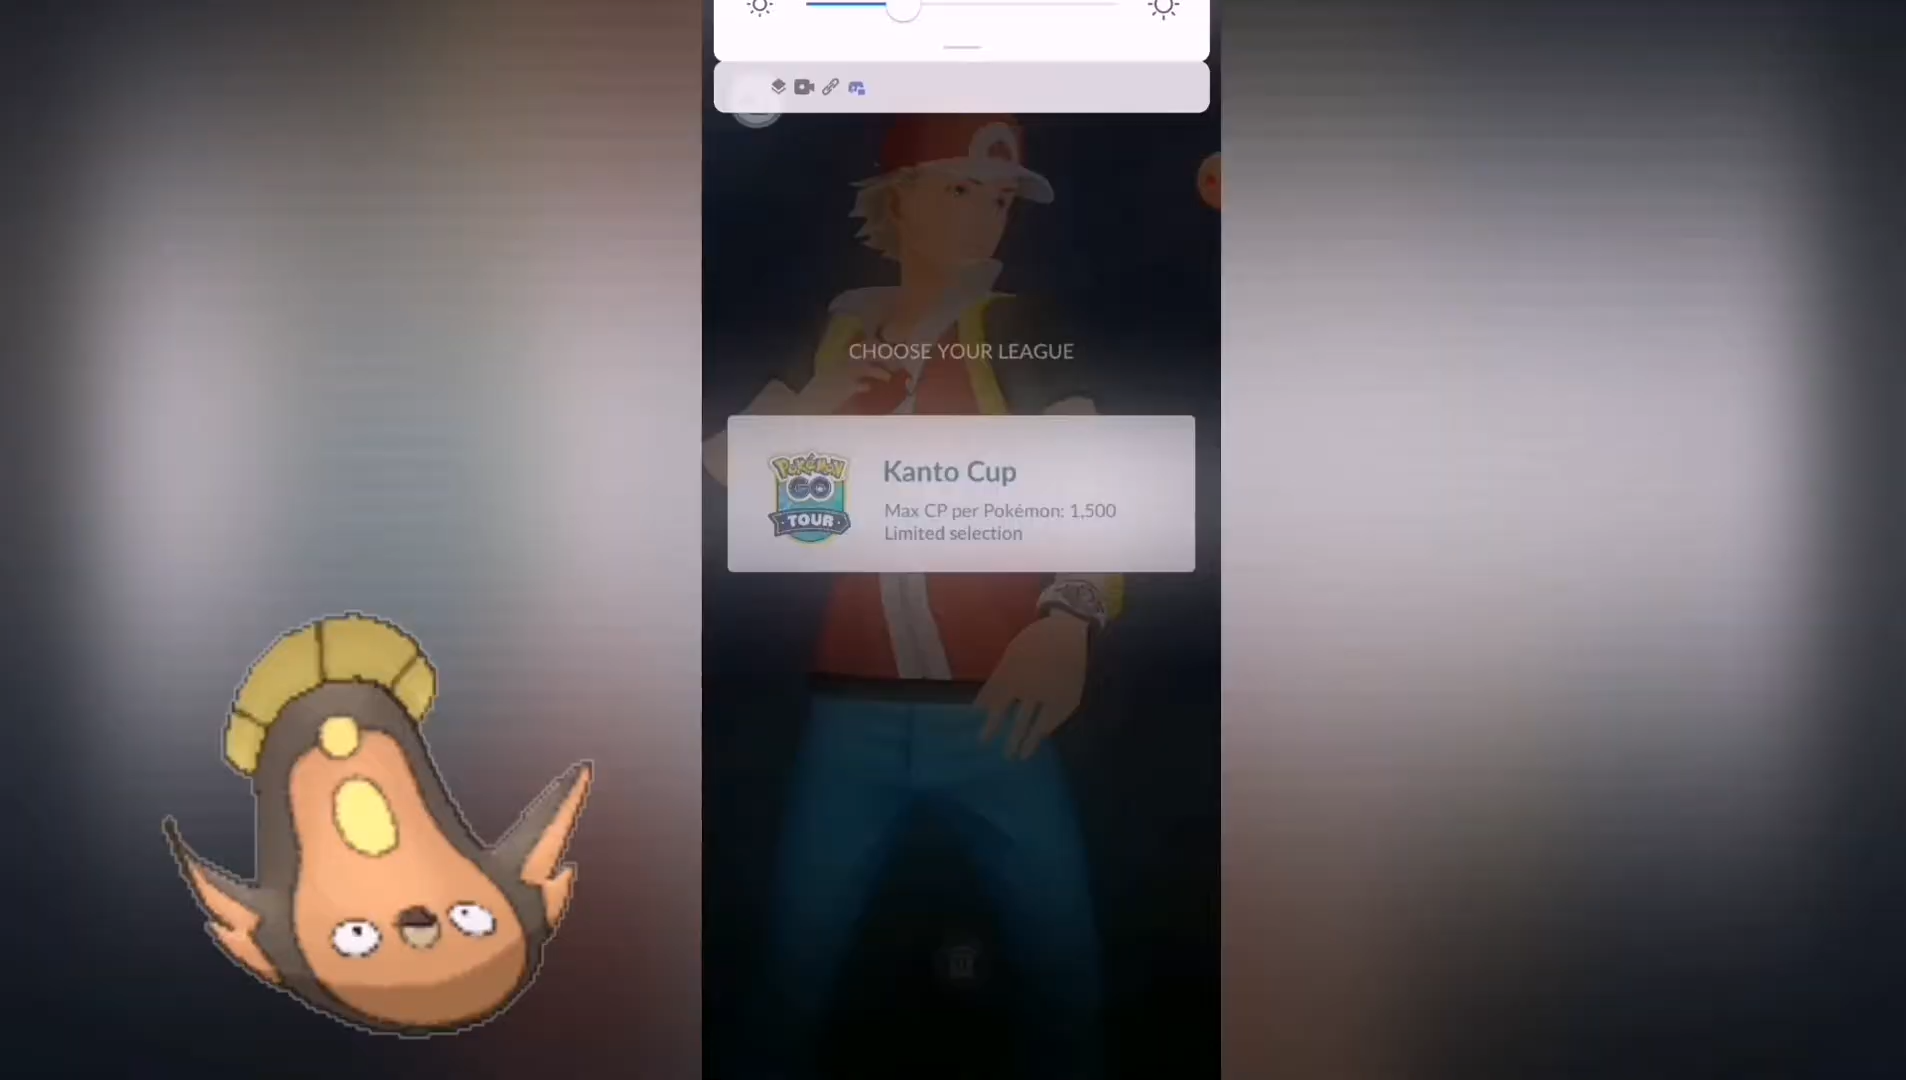 CHOOSE YOUR LEAGUE
POKÉMON
GO
TOUR
Kanto Cup
Max CP per Pokémon: 1,500
Limited selection